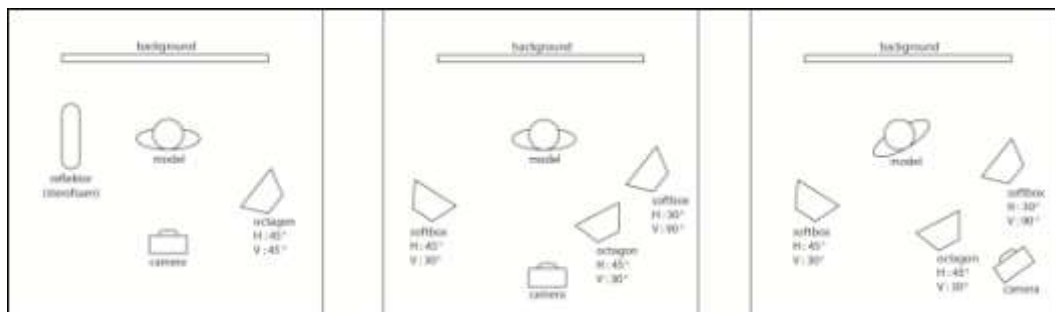 background
model
reflektor
(sterofoam)
octagon
H : 45°
V : 45°
camera
background
model
softbox
H : 30°
V : 90°
softbox
H : 45°
V : 30°
octagon
H : 45°
V : 30°
camera
background
model
softbox
H : 30°
V : 90°
softbox
H : 45°
V : 30°
octagon
H : 45°
V : 30°
camera